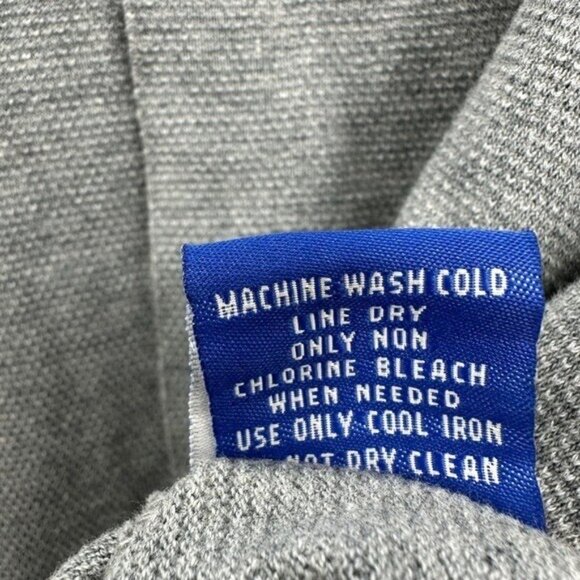 MACHINE WASH COLD
LINE DRY
ONLY NON
CHLORINE BLEACH
WHEN NEEDED
USE ONLY COOL IRON
NOT DRY CLEAN